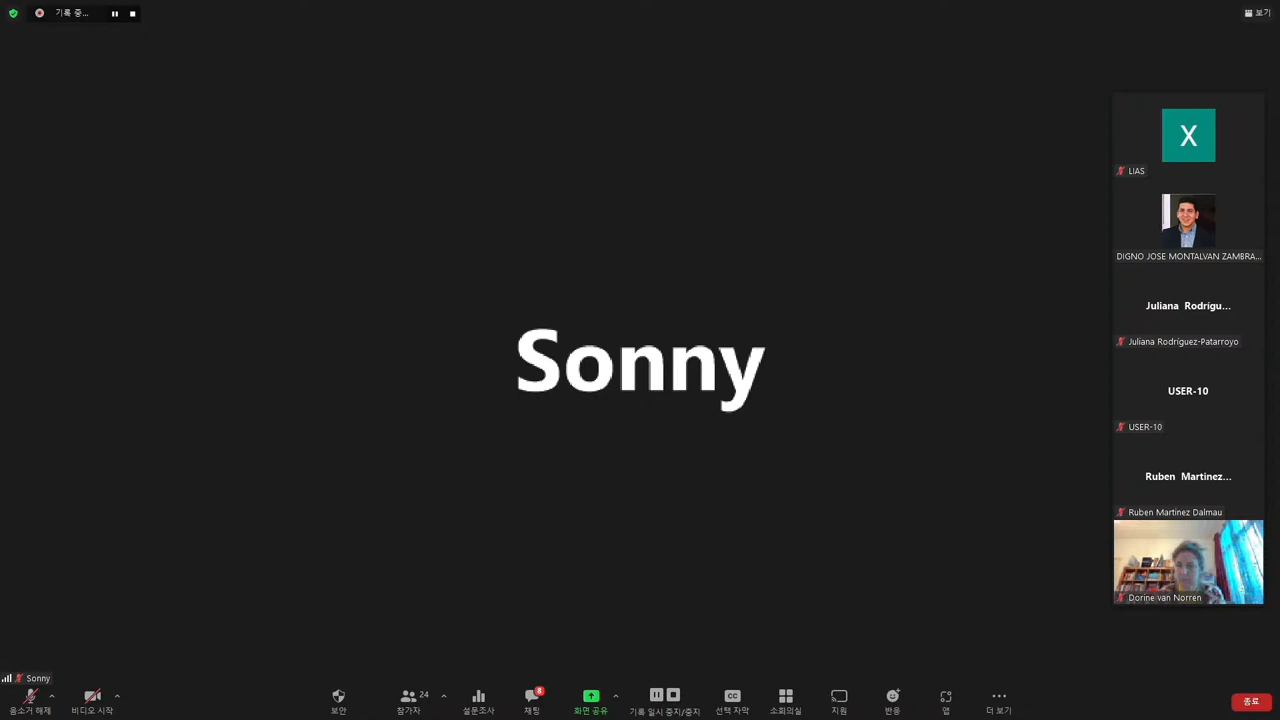 기록 중...
보기
X
LIAS
DIGNO JOSE MONTALVAN ZAMBRA...
Juliana Rodrígu...
Juliana Rodríguez-Patarroyo
USER-10
USER-10
Ruben Martinez...
Ruben Martínez Dalmau
Dorine van Norren
Sonny
Sonny
음소거 해제
비디오 시작
보안
24
참가자
설문조사
8
채팅
화면 공유
기록 일시 중지/중지
CC
선택 자막
소회의실
지원
반응
앱
더 보기
종료